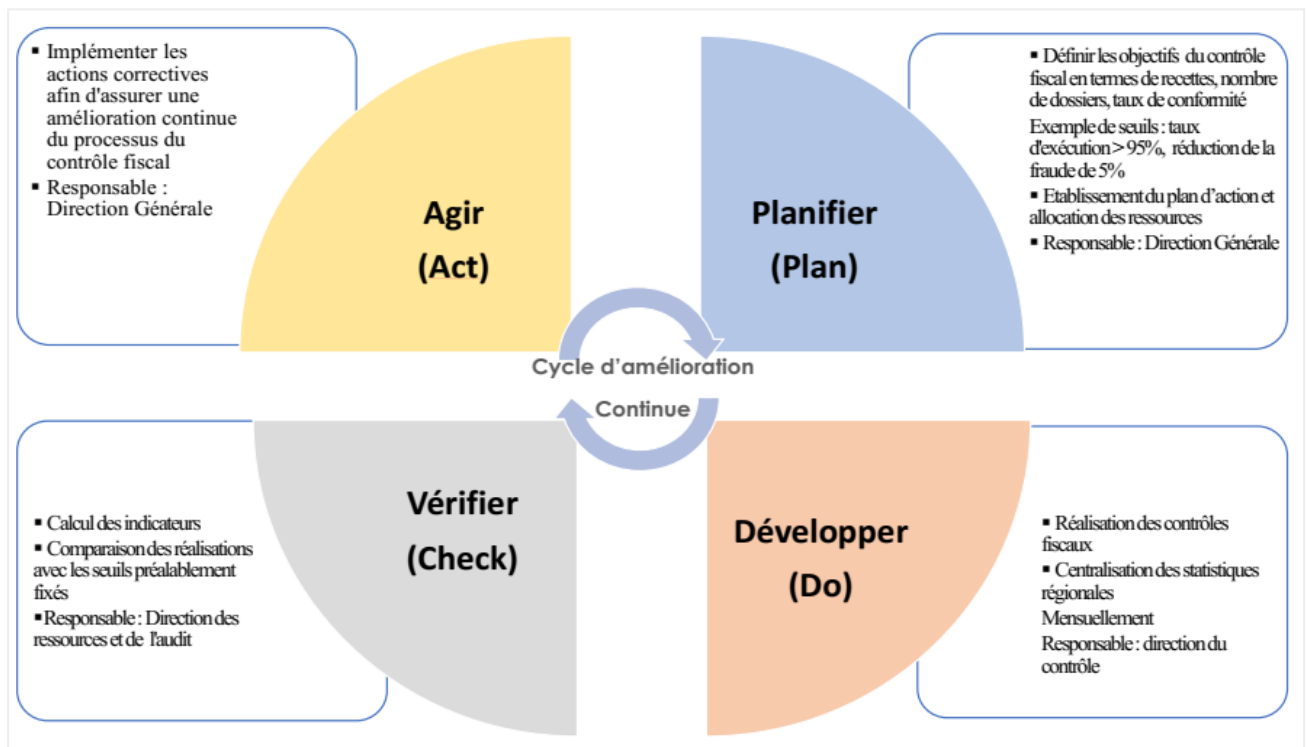 ▪ Implémenter les
actions correctives
afin d'assurer une
amélioration continue
du processus du
contrôle fiscal
▪ Responsable :
Direction Générale
Agir
(Act)
Planifier
(Plan)
▪ Définir les objectifs du contrôle
fiscal en termes de recettes, nombre
de dossiers, taux de conformité
Exemple de seuils : taux
d'exécution > 95%, réduction de la
fraude de 5%
▪ Etablissement du plan d'action et
allocation des ressources
▪ Responsable : Direction Générale
Cycle d'amélioration
Continue
▪ Calcul des indicateurs
▪ Comparaison des réalisations
avec les seuils préalablement
fixés
▪Responsable : Direction des
ressources et de l'audit
Vérifier
(Check)
Développer
(Do)
▪ Réalisation des contrôles
fiscaux
▪ Centralisation des statistiques
régionales
Mensuellement
Responsable : direction du
contrôle